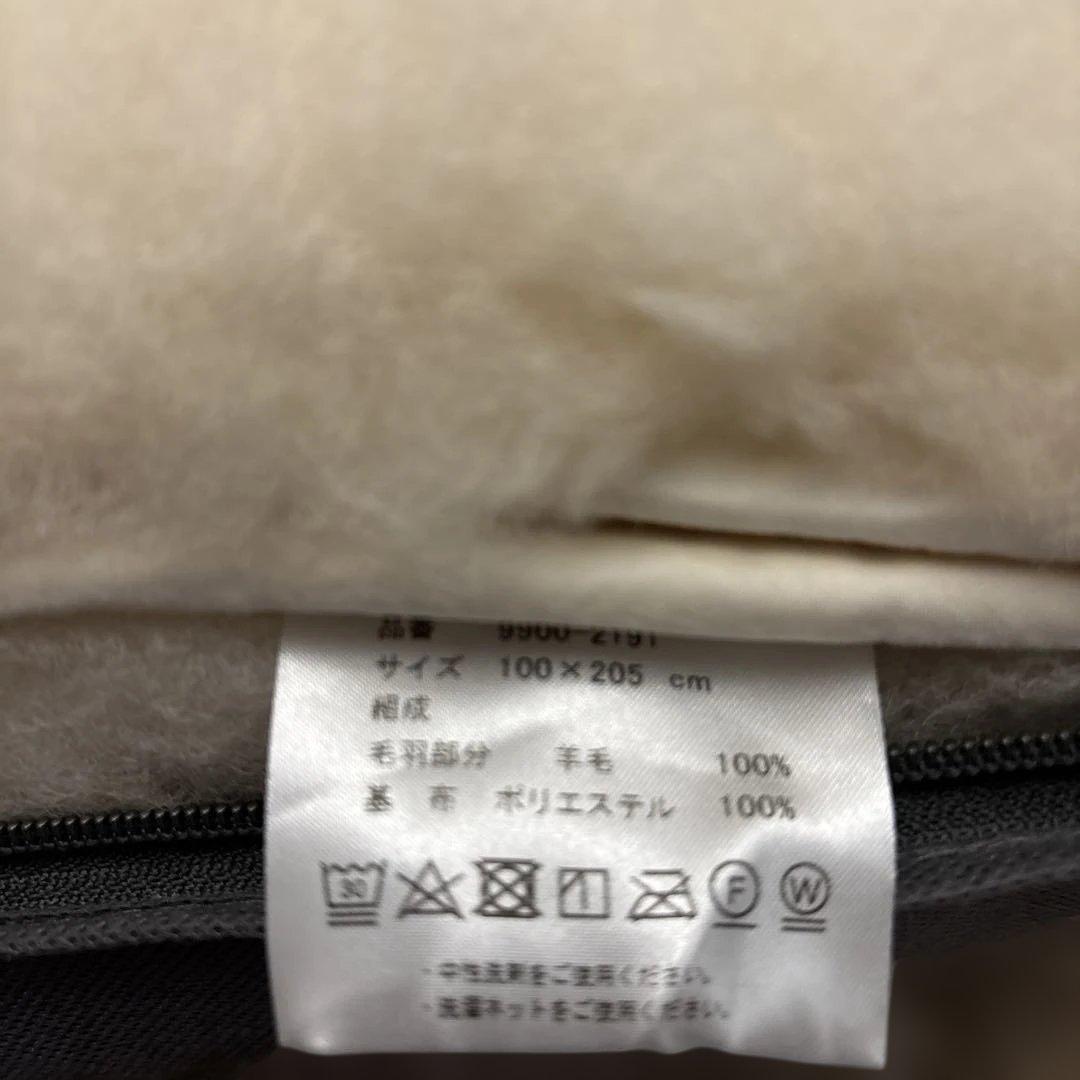 品番 9900-2191
サイズ 100×205 cm
組成
毛羽部分 羊毛 100%
基 布 ポリエステル 100%
30 F W
・中性洗剤をご使用ください。
・洗濯ネットをご使用ください。